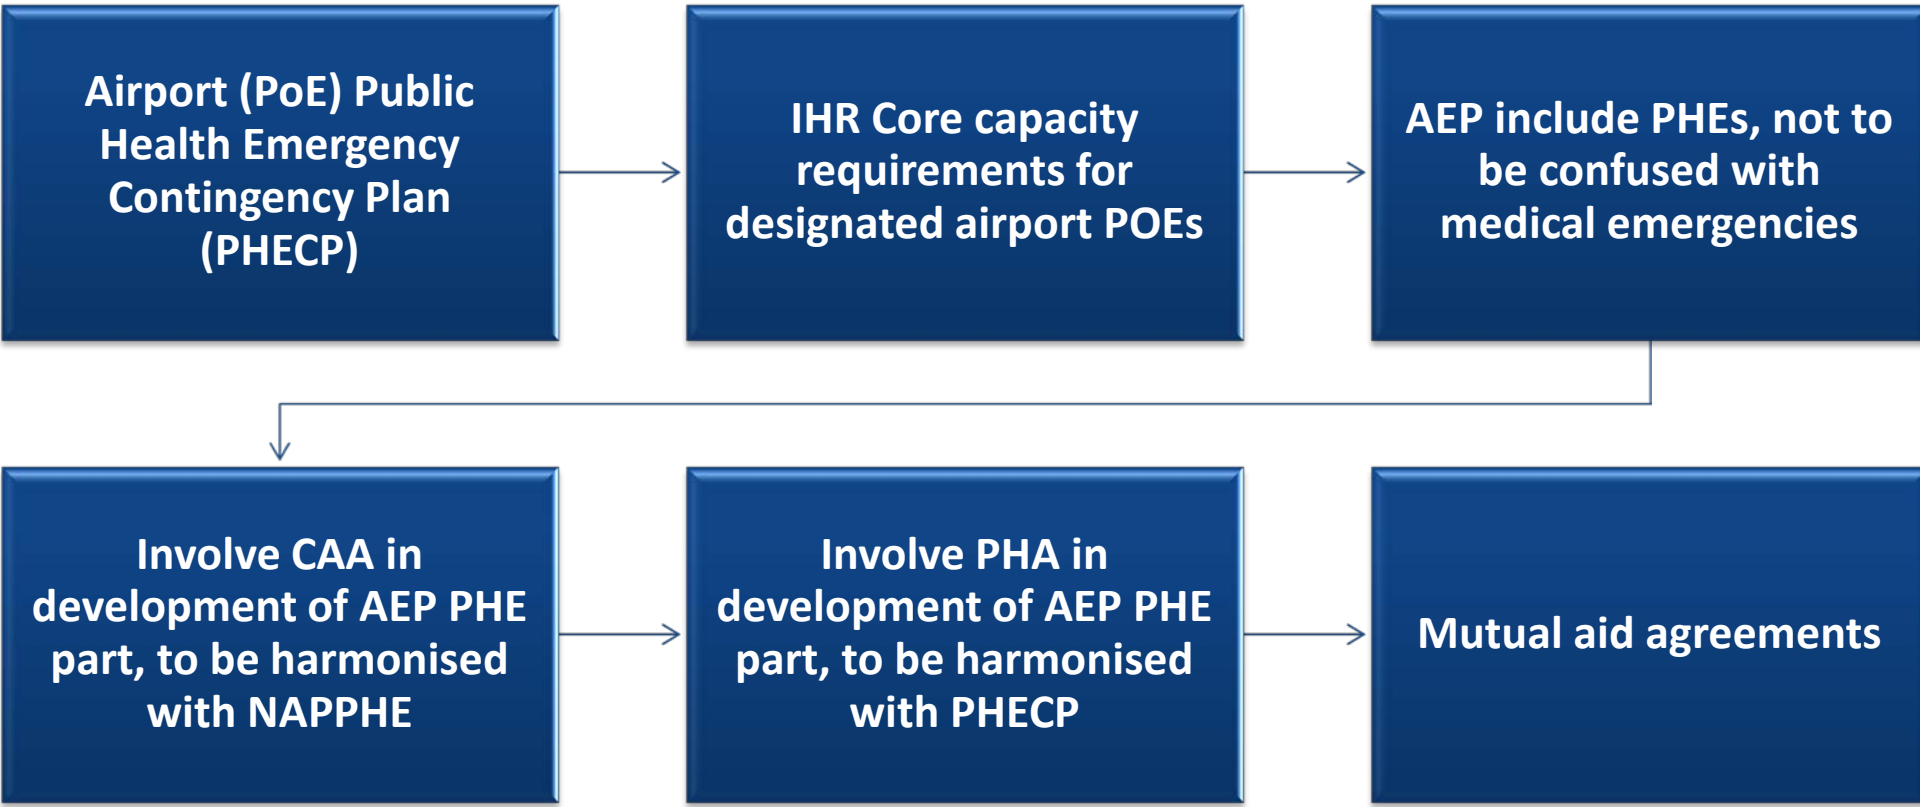 Airport (PoE) Public
Health Emergency
Contingency Plan
(PHECP)
IHR Core capacity
requirements for
designated airport POEs
AEP include PHEs, not to
be confused with
medical emergencies
Involve CAA in
development of AEP PHE
part, to be harmonised
with NAPPHE
Involve PHA in
development of AEP PHE
part, to be harmonised
with PHECP
Mutual aid agreements